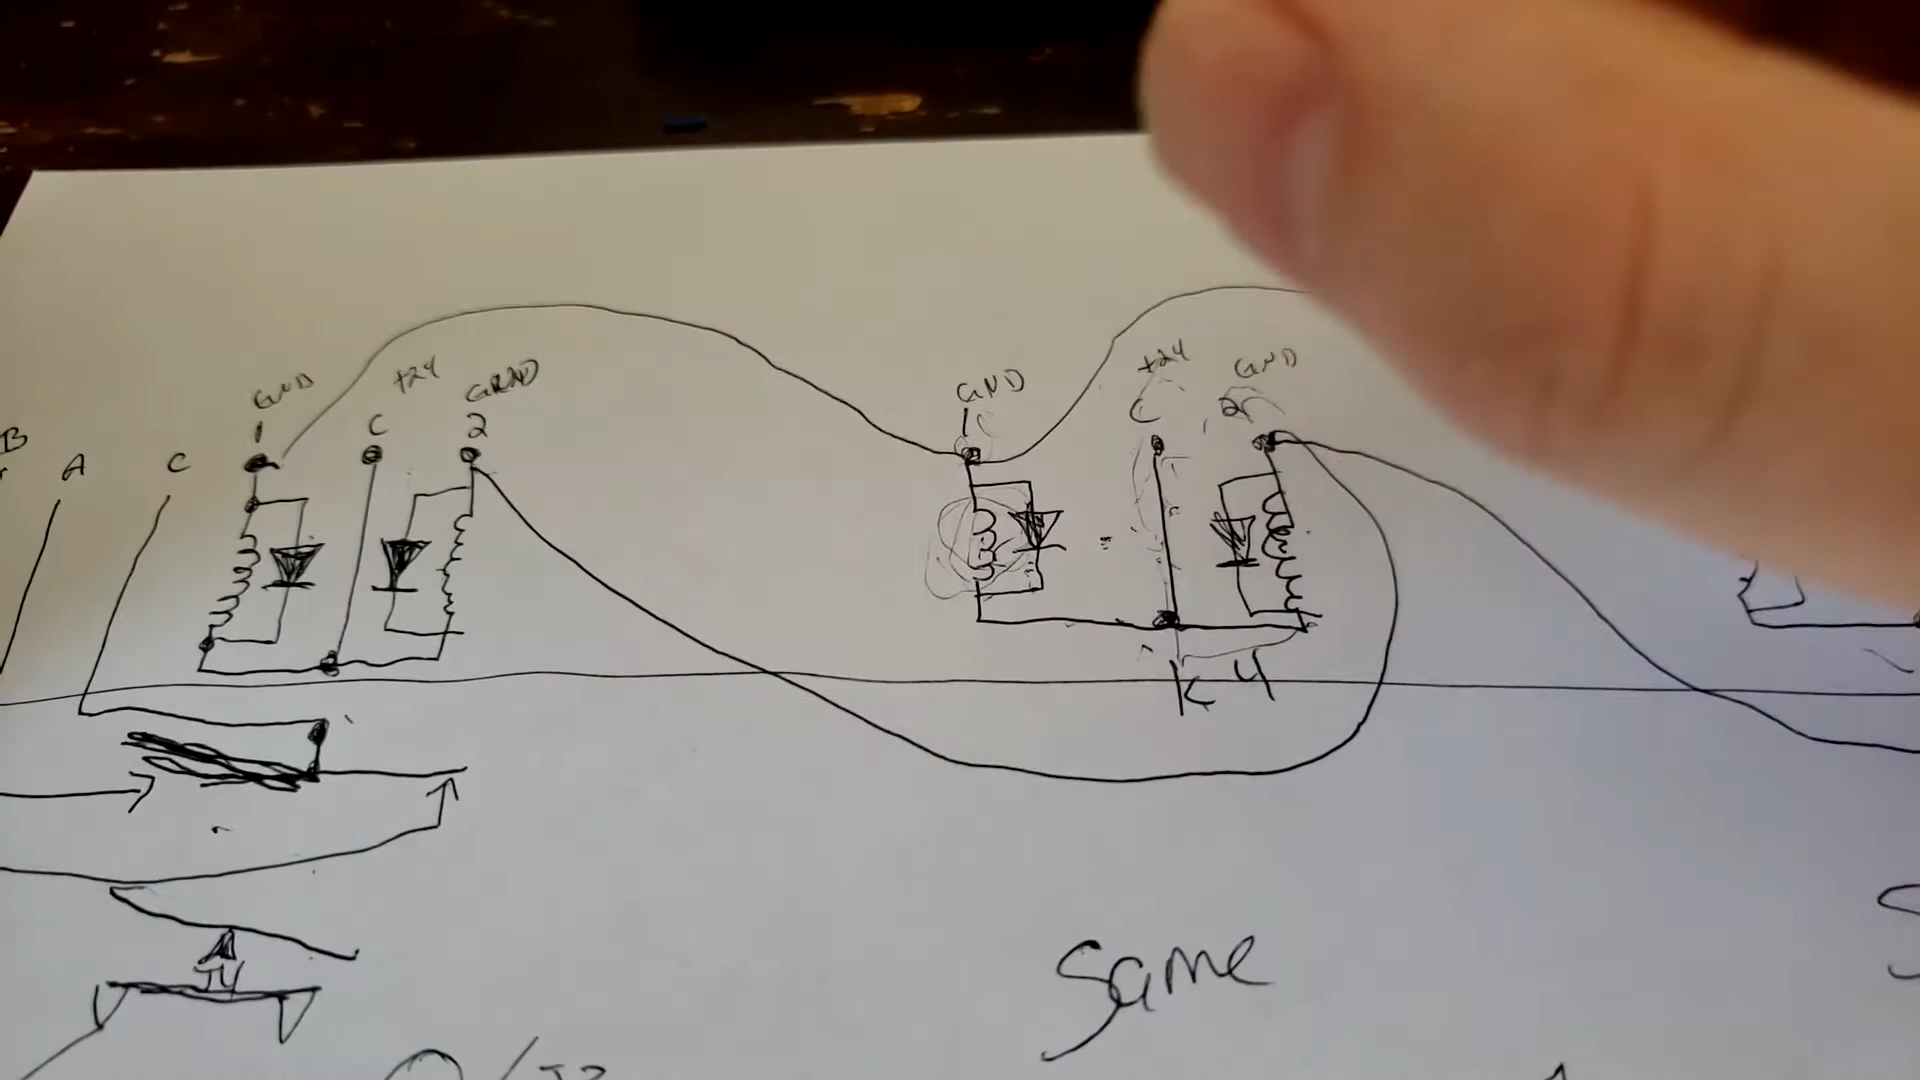 GND +24 GRND
1 C 2
B A C
GND +24 GND
1 C 2
K4
Same